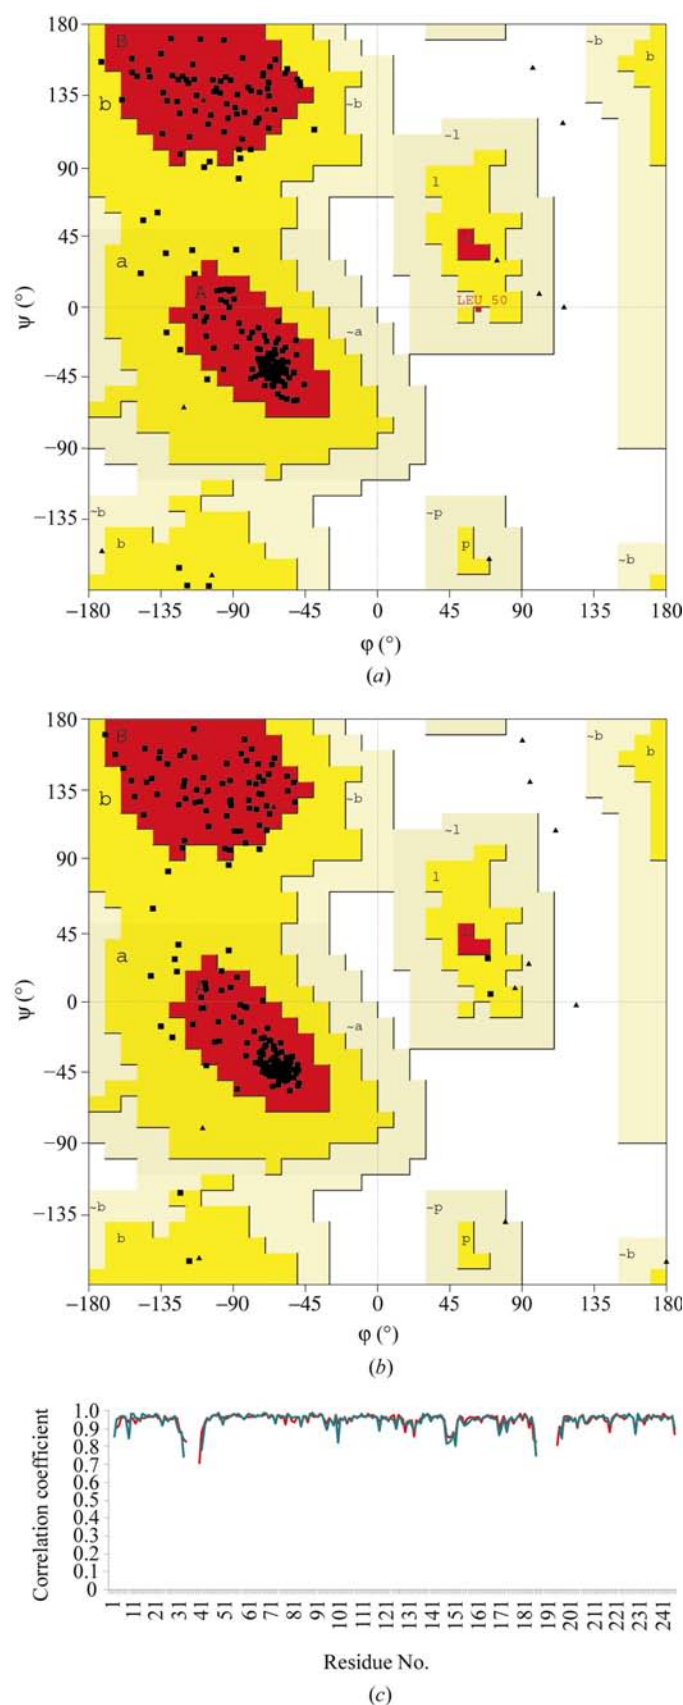 180
135
90
45
0
−45
−90
−135
ψ (°)
B
b
a
A
~b
~a
~l
l
LEU 50
~b
b
~b
b
~p
p
~b
−180 −135 −90 −45 0 45 90 135 180
φ (°)
(a)
180
135
90
45
0
−45
−90
−135
ψ (°)
B
b
a
A
~b
~a
~l
l
~b
b
~b
b
~p
p
~b
−180 −135 −90 −45 0 45 90 135 180
φ (°)
(b)
Correlation coefficient
1.0
0.9
0.8
0.7
0.6
0.5
0.4
0.3
0.2
0.1
0
1 11 21 31 41 51 61 71 81 91 101 111 121 131 141 151 161 171 181 191 201 211 221 231 241
Residue No.
(c)